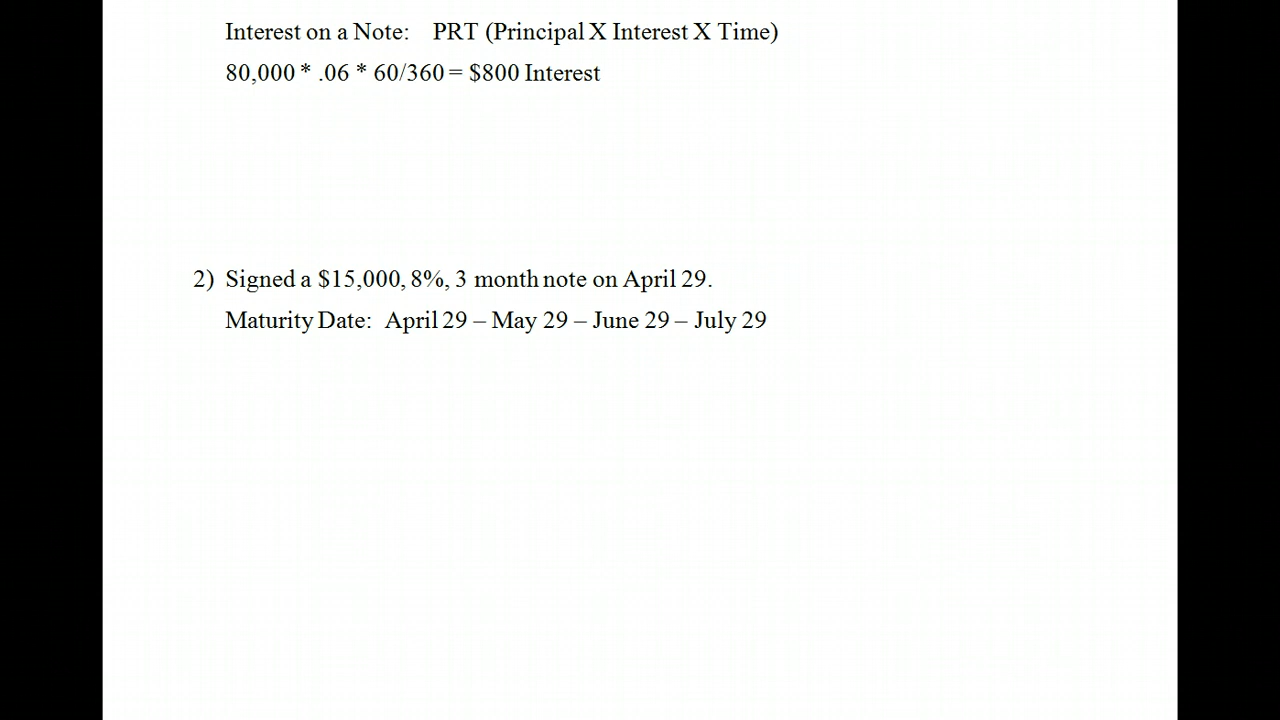 Interest on a Note: PRT (Principal X Interest X Time)
80,000 * .06 * 60/360 = $800 Interest
2) Signed a $15,000, 8%, 3 month note on April 29.
Maturity Date: April 29 – May 29 – June 29 – July 29